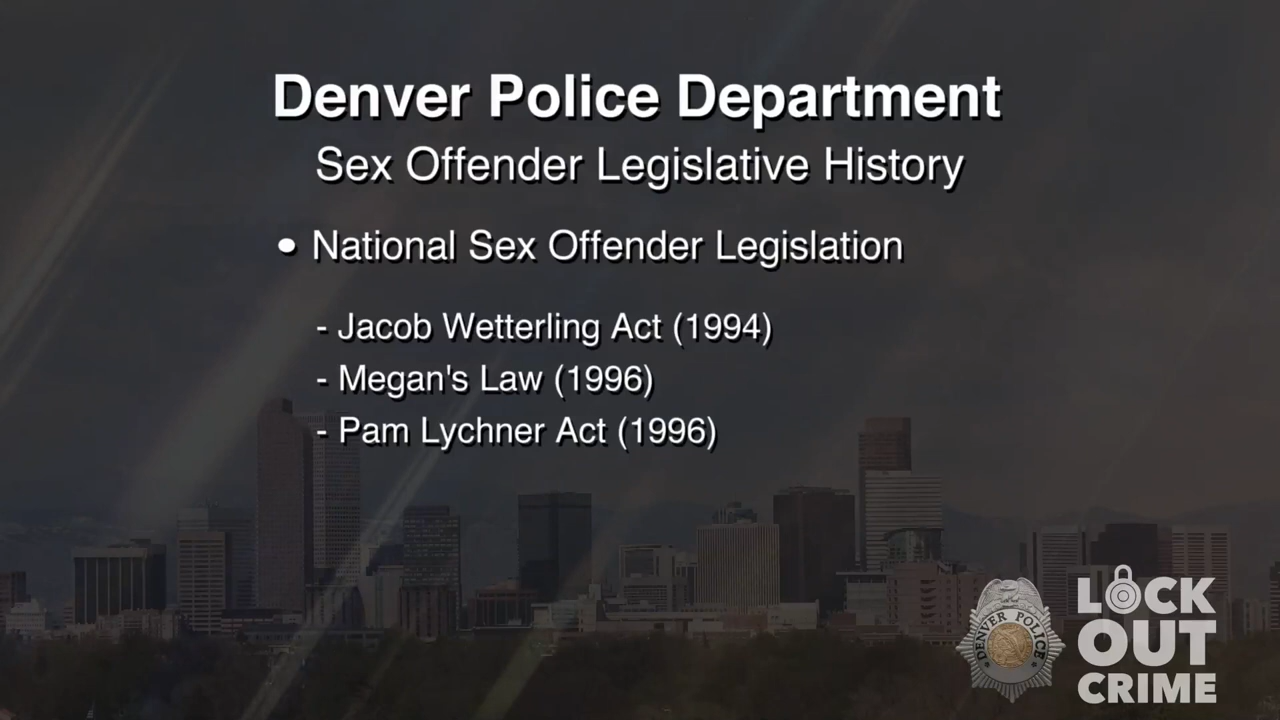 Denver Police Department
Sex Offender Legislative History
• National Sex Offender Legislation
- Jacob Wetterling Act (1994)
- Megan's Law (1996)
- Pam Lychner Act (1996)
DENVER POLICE
LOCK
OUT
CRIME